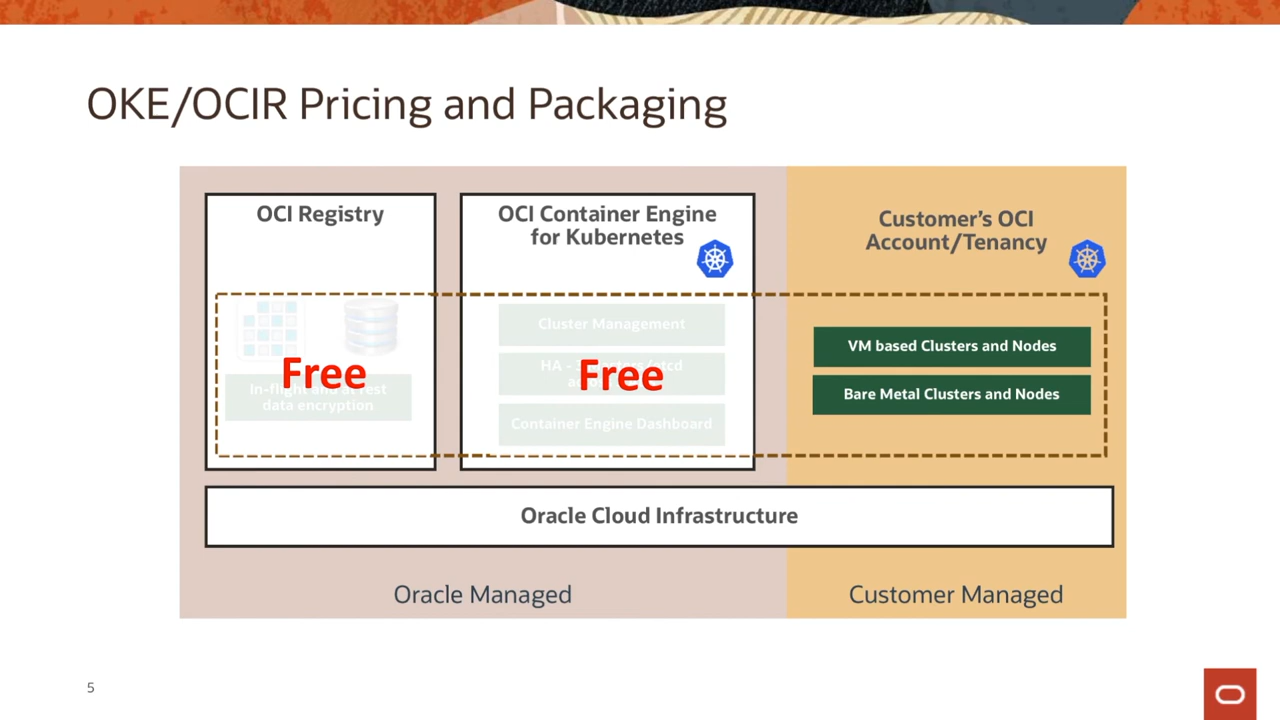 OKE/OCIR Pricing and Packaging
OCI Registry
Free
In-flight and at rest
data encryption
OCI Container Engine
for Kubernetes
Cluster Management
HA - 
Free
Container Engine Dashboard
Customer’s OCI
Account/Tenancy
VM based Clusters and Nodes
Bare Metal Clusters and Nodes
Oracle Cloud Infrastructure
Oracle Managed
Customer Managed
5